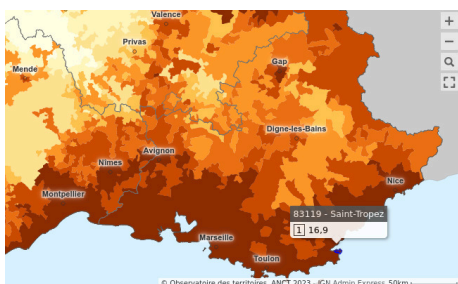 Valence
+
Privas
−
Gap
Mende
Digne-les-Bains
Avignon
Nîmes
Nice
Montpellier
83119 - Saint-Tropez
1 16,9
Marseille
Toulon
© Observatoire des territoires, ANCT 2023 - IGN Admin Express 50km